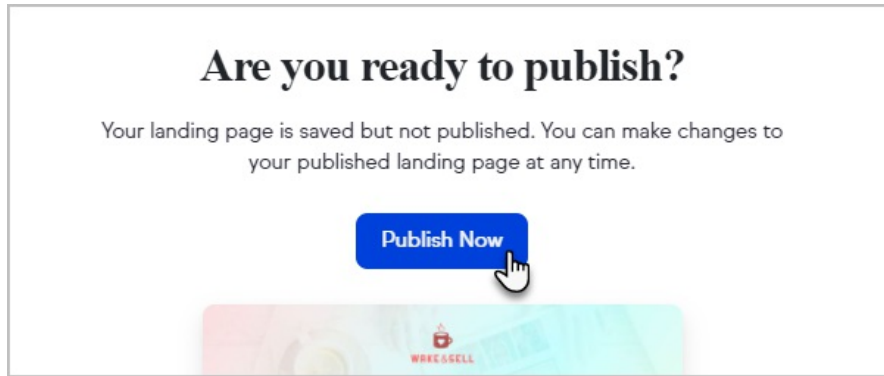 Are you ready to publish?
Your landing page is saved but not published. You can make changes to
your published landing page at any time.
Publish Now
WAKE&SELL